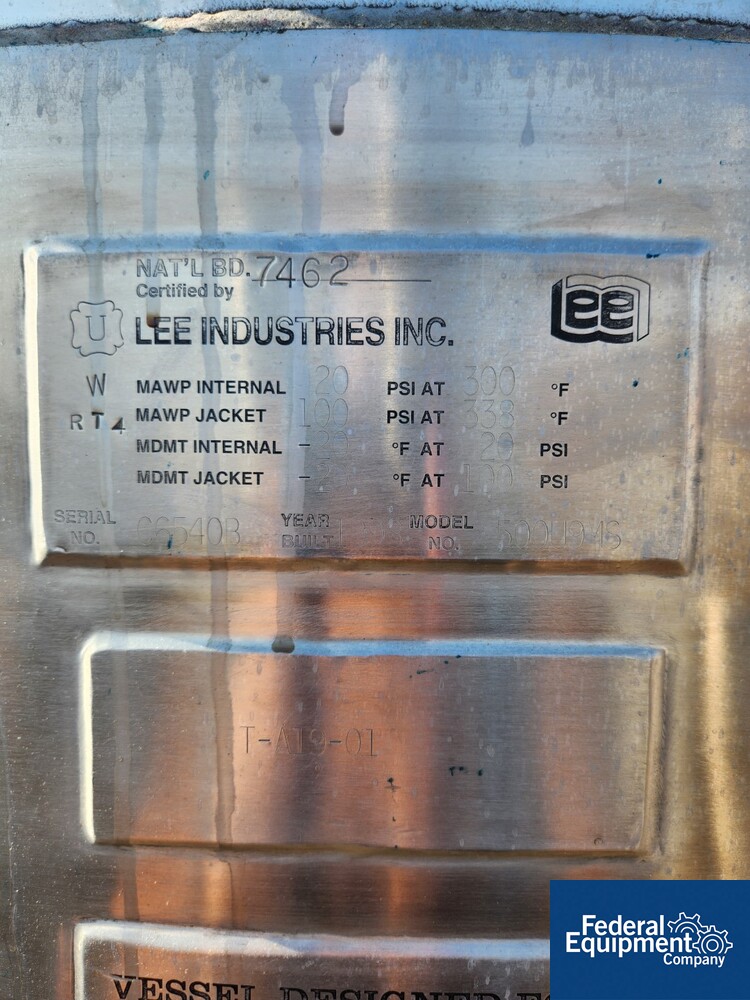 NAT'L BD. 7462
Certified by
U LEE INDUSTRIES INC.
Lee
W MAWP INTERNAL 20 PSI AT 300 °F
RT4 MAWP JACKET 100 PSI AT 338 °F
MDMT INTERNAL - °F AT 20 PSI
MDMT JACKET - °F AT 100 PSI
SERIAL NO. YEAR BUILT MODEL NO.
T-A19-01
VESSEL DESIGNED
Federal
Equipment
Company